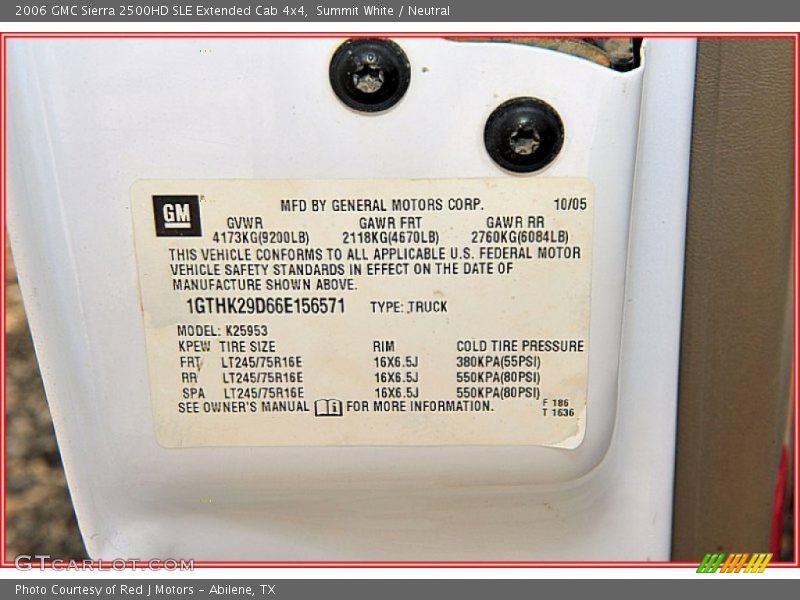 2006 GMC Sierra 2500HD SLE Extended Cab 4x4,  Summit White / Neutral
GM
MFD BY GENERAL MOTORS CORP. 10/05
GVWR GAWR FRT GAWR RR
4173KG(9200LB) 2118KG(4670LB) 2760KG(6084LB)
THIS VEHICLE CONFORMS TO ALL APPLICABLE U.S. FEDERAL MOTOR
VEHICLE SAFETY STANDARDS IN EFFECT ON THE DATE OF
MANUFACTURE SHOWN ABOVE.
1GTHK29D66E156571 TYPE: TRUCK
MODEL: K25953
KPEW TIRE SIZE RIM COLD TIRE PRESSURE
FRT LT245/75R16E 16X6.5J 380KPA(55PSI)
RR LT245/75R16E 16X6.5J 550KPA(80PSI)
SPA LT245/75R16E 16X6.5J 550KPA(80PSI)
SEE OWNER'S MANUAL FOR MORE INFORMATION.
F 186
T 1636
GTCARLOT.COM
Photo Courtesy of Red J Motors - Abilene, TX